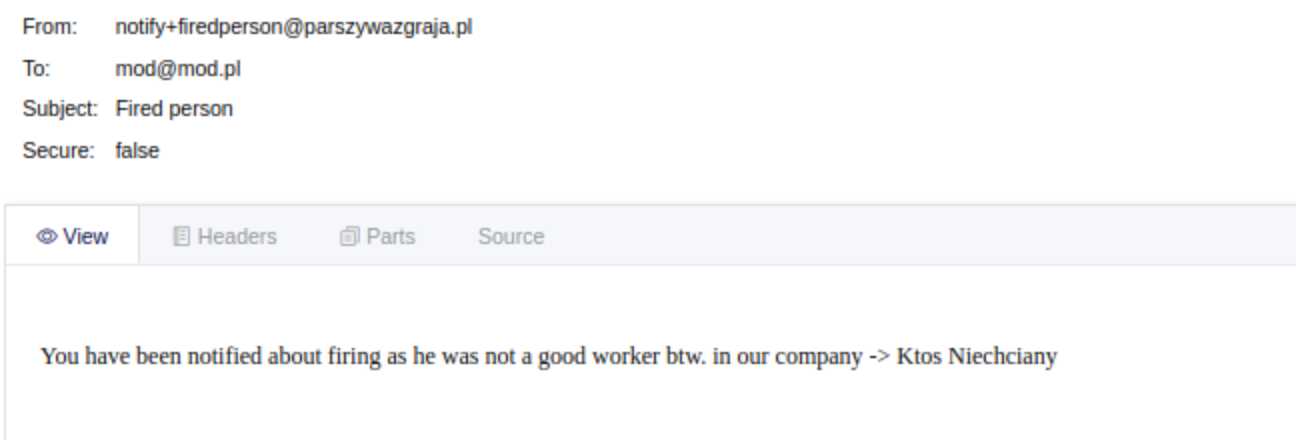 From: notify+firedperson@parszywazgraja.pl
To: mod@mod.pl
Subject: Fired person
Secure: false
View Headers Parts Source
You have been notified about firing as he was not a good worker btw. in our company -> Ktos Niechciany